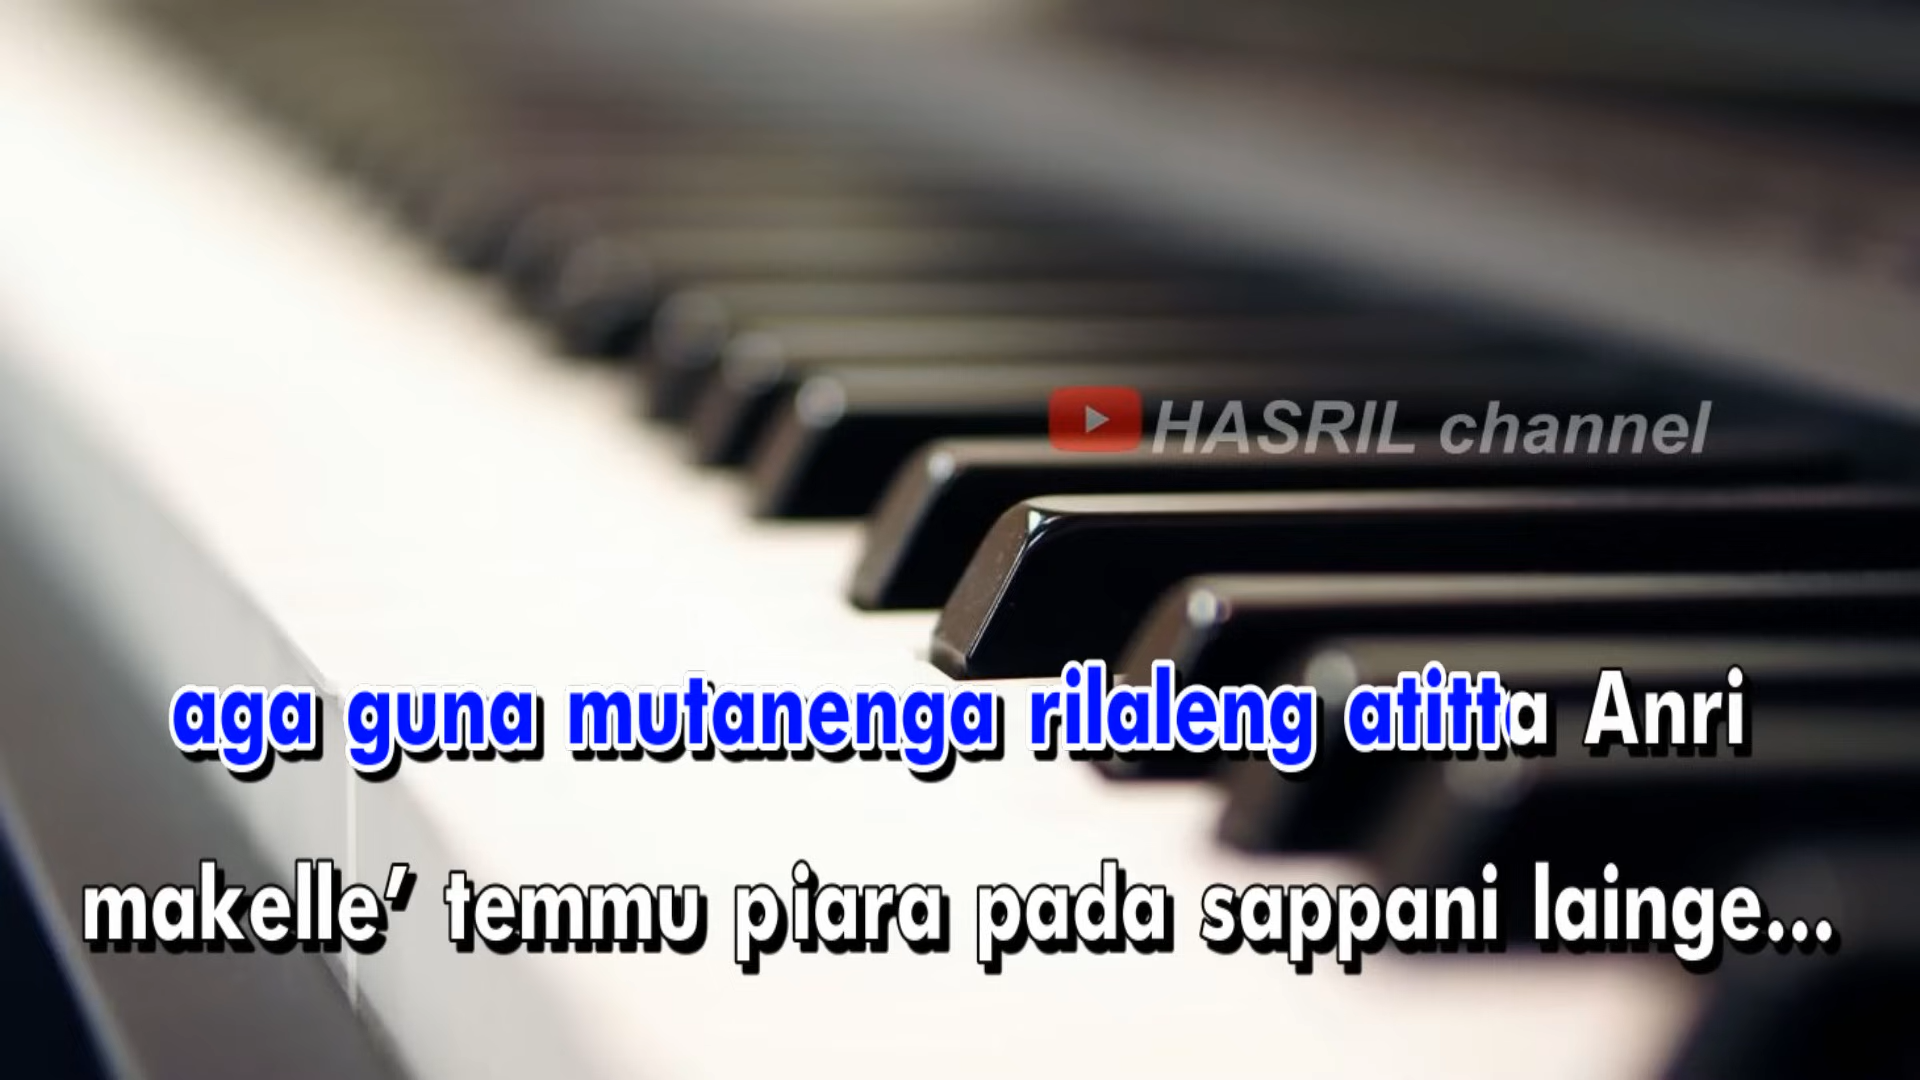 HASRIL channel
aga guna mutanenga rilaleng atitta Anri
makelle’ temmu piara pada sappani lainge...